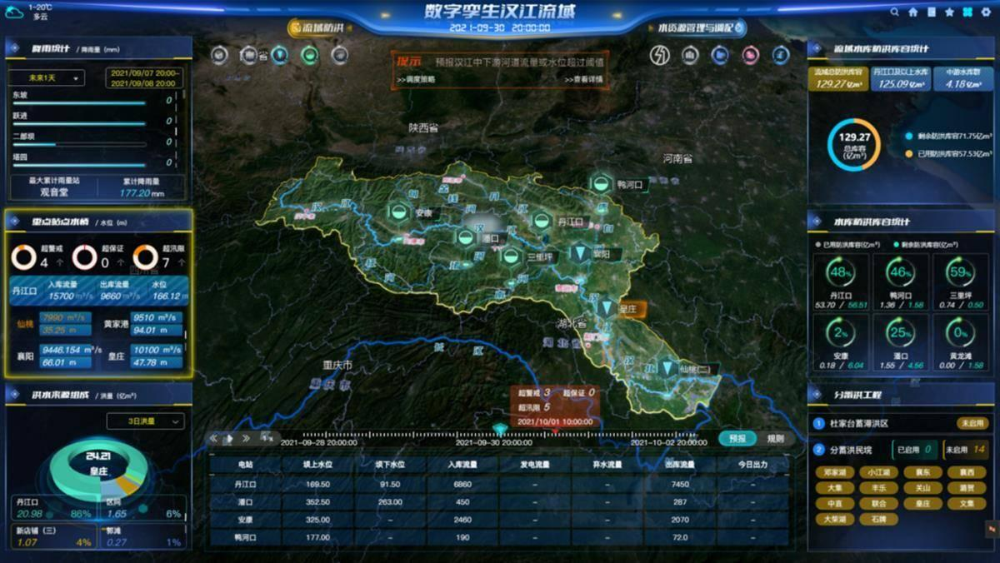 1~20℃
多云
数字孪生汉江流域
2021-09-30 20:00:00
流域防洪
水资源管理与调配
降雨统计 / 降雨量 (mm)
未来1天
2021/09/07 20:00~
2021/09/08 20:00
东坡 0
跃进 0
二郎坝 0
塔园 0
最大累计雨量站
观音堂
累计降雨量
177.20 mm
重点站点水情 / 水位 (m)
超警戒
4
超保证
0
超汛限
7
丹江口
入库流量
15700 m³/s
出库流量
9660 m³/s
水位
166.12 m
仙桃
7990 m³/s
35.25 m
黄家港
9510 m³/s
94.01 m
襄阳
9446.154 m³/s
66.01 m
皇庄
10100 m³/s
47.78 m
洪水来源组成 / 洪量 (亿m³)
3日洪量
24.21
皇庄
丹江口
20.98 86%
区间
1.65 6%
新店铺 (三)
1.07 4%
郭滩
0.27 1%
提示 预报汉江中下游河道流量或水位超过阈值
>>调度策略
>>查看详情
陕西省
河南省
湖北省
重庆市
鸭河口
安康
丹江口
潘口
三里坪
襄阳
皇庄
仙桃(二)
长 江
超警戒 3 超保证 0
超汛限 5
2021/10/01 10:00:00
1x
2021-09-28 20:00:00
2021-09-30 20:00:00
2021-10-02 20:00:00
预报
规则
电站 坝上水位 坝下水位 入库流量 发电流量 弃水流量 出库流量 今日出力
丹江口 169.50 91.50 6860 – – 7450 –
潘口 352.50 263.00 450 – – 287 –
安康 325.00 – 2460 – – 2070 –
鸭河口 177.00 – 190 – – 72.0 –
流域水库防洪库容统计
流域总防洪库容
129.27亿m³
丹江口及以上水库
125.09亿m³
中游水库群
4.18亿m³
129.27
总库容
(亿m³)
剩余防洪库容71.75亿m³
已用防洪库容57.53亿m³
水库防洪库容统计
已用防洪库容(亿m³)
剩余防洪库容(亿m³)
48%
丹江口
53.70 / 56.51
46%
鸭河口
1.36 / 1.58
59%
三里坪
0.74 / 0.50
2%
安康
0.18 / 6.04
25%
潘口
1.55 / 4.56
0%
黄龙滩
0.00 / 1.58
分蓄洪工程
1 杜家台蓄滞洪区 未启用
2 分蓄洪民垸 已启用 0 未启用 14
邓家湖 小江湖 襄东 襄西
大集 丰乐 关山 潞贺
中直 联合 皇庄 文集
大柴湖 石牌